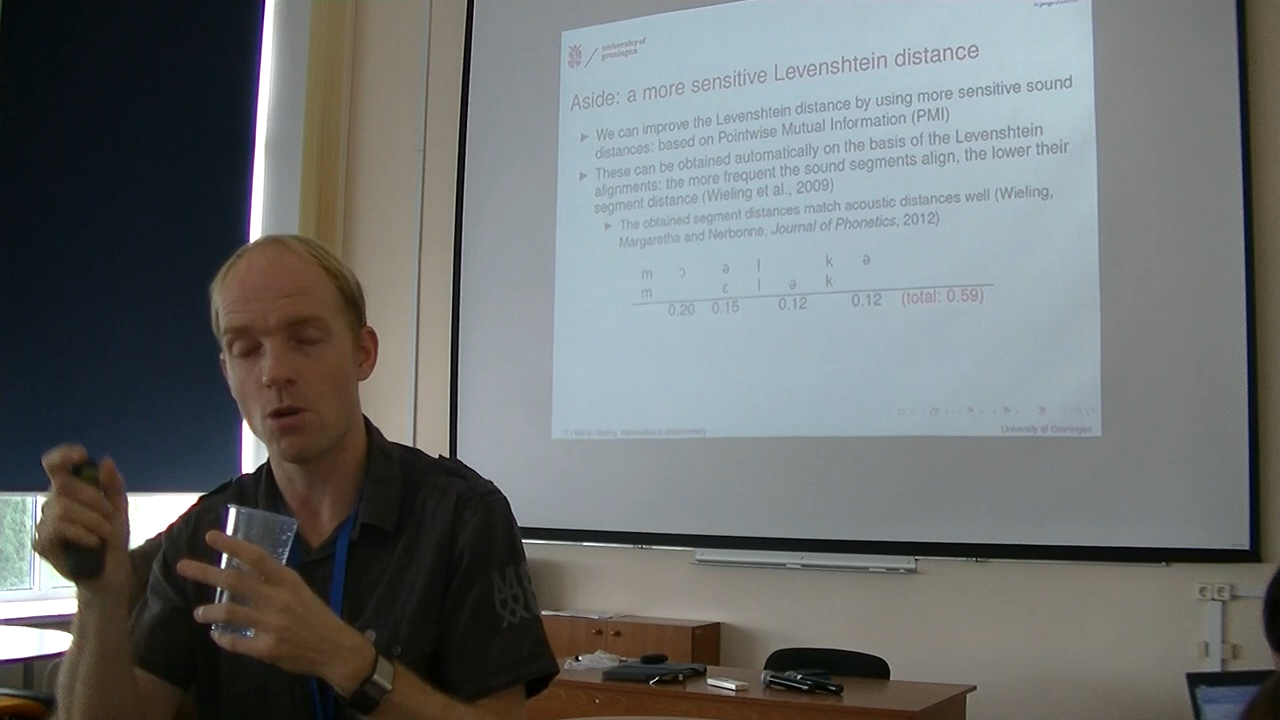 university of
groningen
Aside: a more sensitive Levenshtein distance
► We can improve the Levenshtein distance by using more sensitive sound
distances: based on Pointwise Mutual Information (PMI)
► These can be obtained automatically on the basis of the Levenshtein
alignments: the more frequent the sound segments align, the lower their
segment distance (Wieling et al., 2009)
► The obtained segment distances match acoustic distances well (Wieling,
Margaretha and Nerbonne, Journal of Phonetics, 2012)
m ɔ ə l k ə
m ɛ l ə k
0.20 0.15 0.12 0.12 (total: 0.59)
University of Groningen